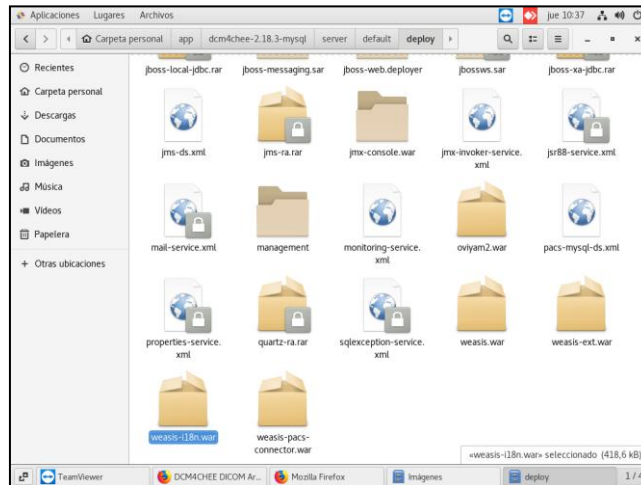 Aplicaciones Lugares Archivos
jue 10:37
Carpeta personal app dcm4chee-2.18.3-mysql server default deploy
Recientes
Carpeta personal
Descargas
Documentos
Imágenes
Música
Vídeos
Papelera
+ Otras ubicaciones
jboss-local-jdbc.rar jboss-messaging.sar jboss-web.deployer jbossws.sar jboss-xa-jdbc.rar
jms-ds.xml jms-ra.rar jmx-console.war jmx-invoker-service.
xml
jsr88-service.xml
mail-service.xml management monitoring-service.
xml
oviyam2.war pacs-mysql-ds.xml
properties-service.
xml
quartz-ra.rar sqlexception-service.
xml
weasis.war weasis-ext.war
weasis-i18n.war weasis-pacs-
connector.war
«weasis-i18n.war» seleccionado (418,6 kB)
TeamViewer DCM4CHEE DICOM Ar... Mozilla Firefox Imágenes deploy 1 / 4